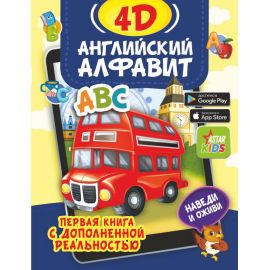 4D
АНГЛИЙСКИЙ
АЛФАВИТ
ABC
Google Play
App Store
ASTAR
KIDS
НАВЕДИ
И ОЖИВИ
ПЕРВАЯ КНИГА
С ДОПОЛНЕННОЙ
РЕАЛЬНОСТЬЮ